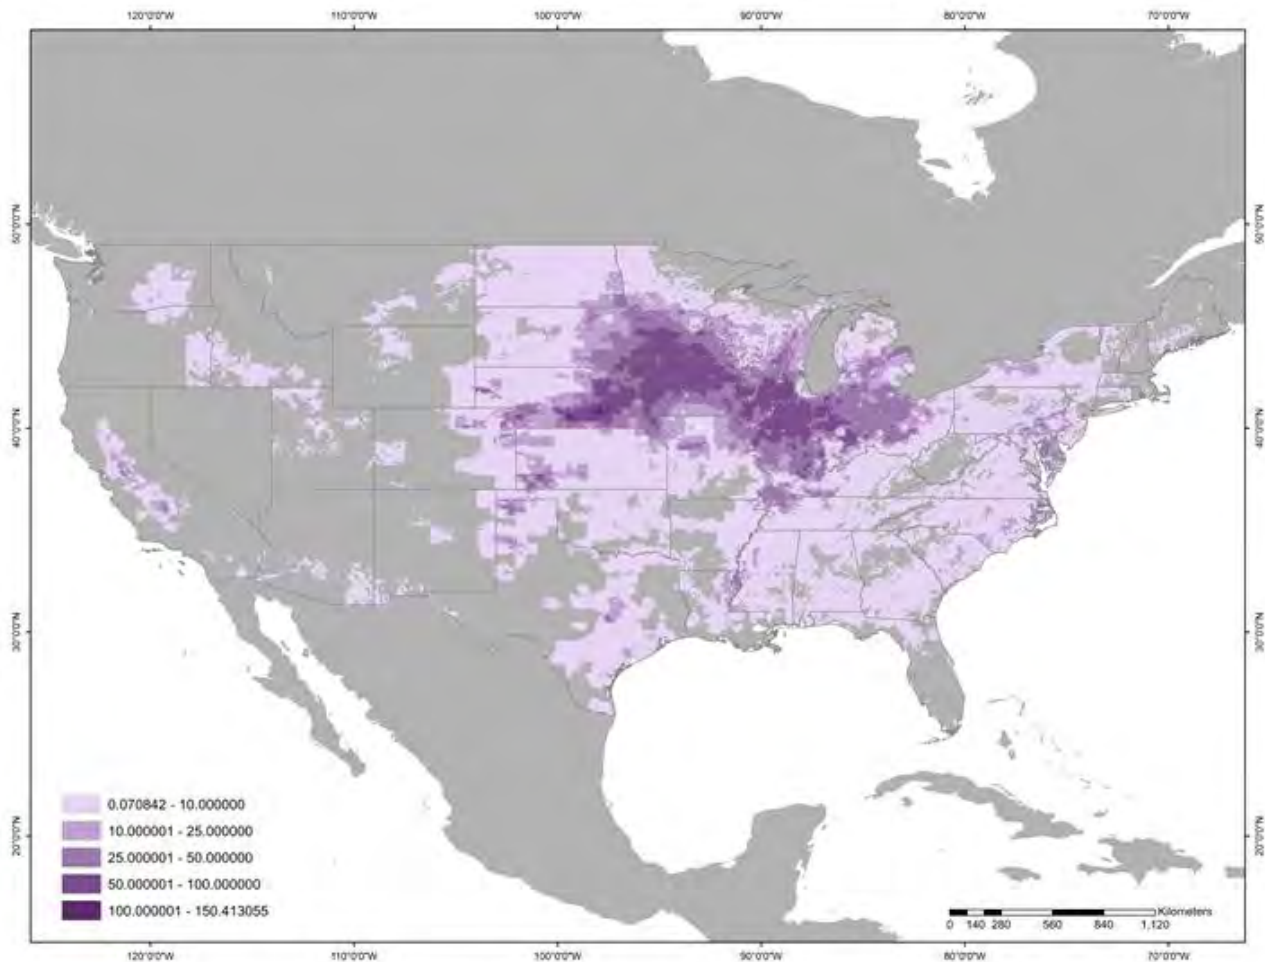 120°0'0"W 110°0'0"W 100°0'0"W 90°0'0"W 80°0'0"W 70°0'0"W
50°0'0"N 50°0'0"N
40°0'0"N 40°0'0"N
30°0'0"N 30°0'0"N
20°0'0"N 20°0'0"N
0.070842 - 10.000000
10.000001 - 25.000000
25.000001 - 50.000000
50.000001 - 100.000000
100.000001 - 150.413055
Kilometers
0 140 280 560 840 1,120
120°0'0"W 110°0'0"W 100°0'0"W 90°0'0"W 80°0'0"W 70°0'0"W